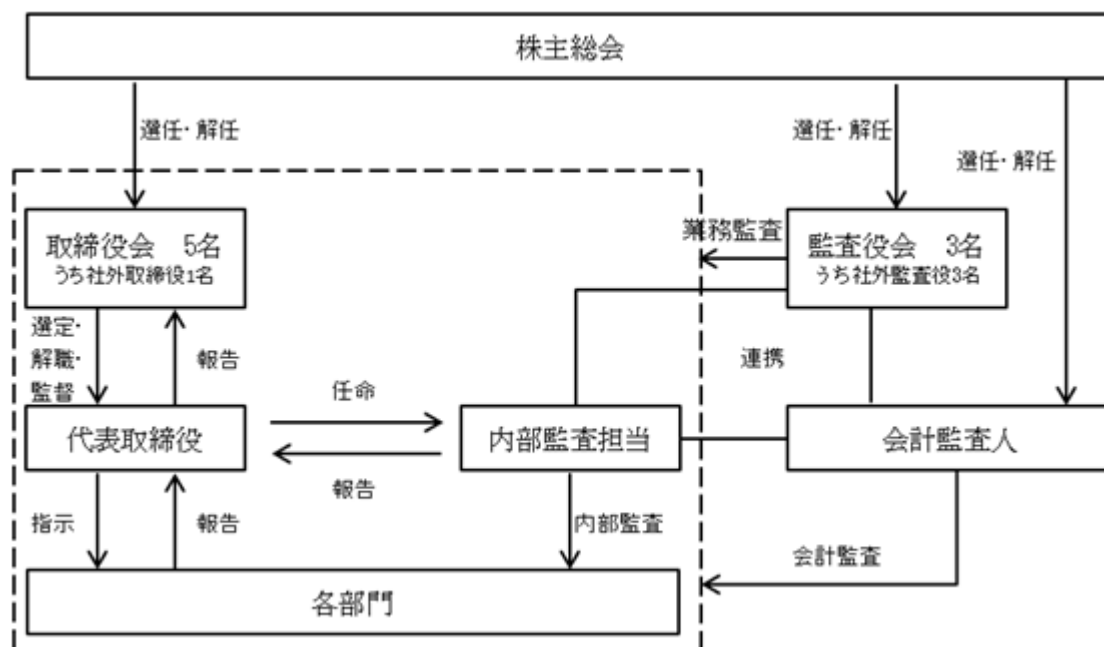 株主総会
選任・解任
選任・解任
選任・解任
取締役会　5名
うち社外取締役1名
業務監査
監査役会　3名
うち社外監査役3名
選定・
解職・
監督
報告
連携
任命
代表取締役
内部監査担当
会計監査人
報告
指示
報告
内部監査
会計監査
各部門